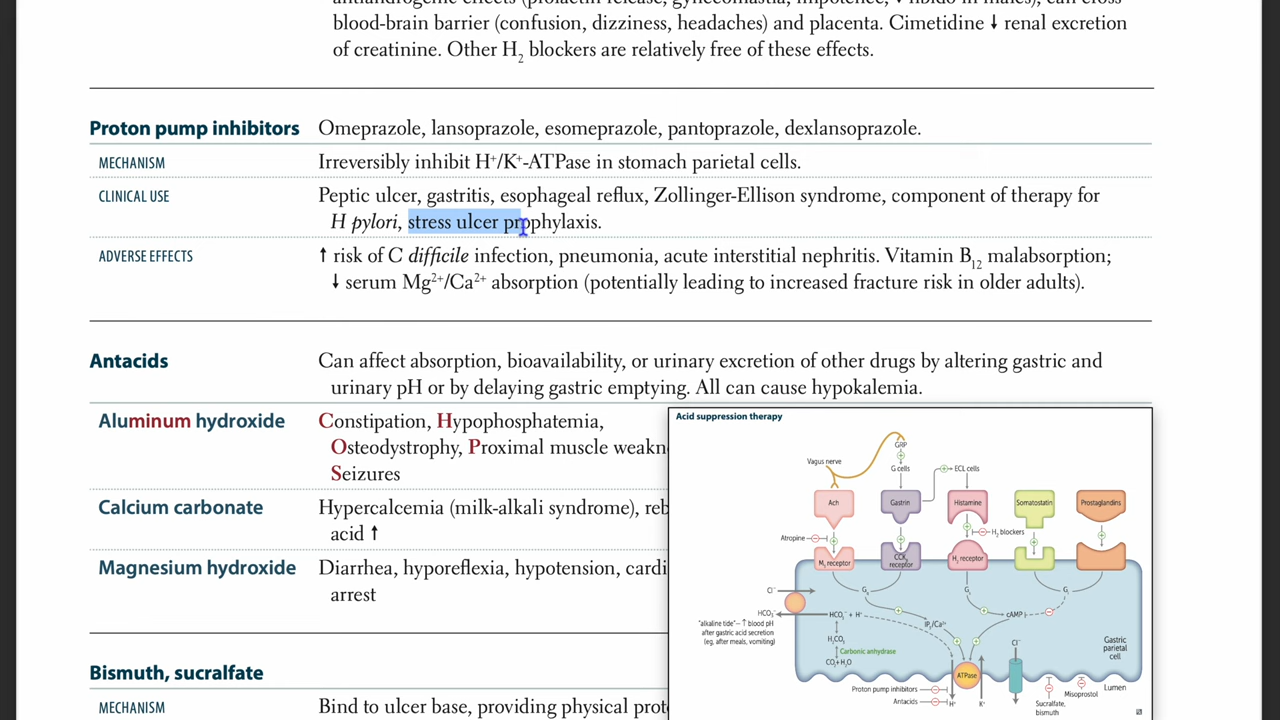 antiandrogenic effects (prolactin release, gynecomastia, impotence, ↓ libido in males); can cross
blood-brain barrier (confusion, dizziness, headaches) and placenta. Cimetidine ↓ renal excretion
of creatinine. Other H₂ blockers are relatively free of these effects.
Proton pump inhibitors Omeprazole, lansoprazole, esomeprazole, pantoprazole, dexlansoprazole.
MECHANISM Irreversibly inhibit H⁺/K⁺-ATPase in stomach parietal cells.
CLINICAL USE Peptic ulcer, gastritis, esophageal reflux, Zollinger-Ellison syndrome, component of therapy for
H pylori, stress ulcer prophylaxis.
ADVERSE EFFECTS ↑ risk of C difficile infection, pneumonia, acute interstitial nephritis. Vitamin B₁₂ malabsorption;
↓ serum Mg²⁺/Ca²⁺ absorption (potentially leading to increased fracture risk in older adults).
Antacids Can affect absorption, bioavailability, or urinary excretion of other drugs by altering gastric and
urinary pH or by delaying gastric emptying. All can cause hypokalemia.
Aluminum hydroxide Constipation, Hypophosphatemia,
Osteodystrophy, Proximal muscle weakn
Seizures
Calcium carbonate Hypercalcemia (milk-alkali syndrome), reb
acid ↑
Magnesium hydroxide Diarrhea, hyporeflexia, hypotension, cardi
arrest
Bismuth, sucralfate
MECHANISM Bind to ulcer base, providing physical prot
Acid suppression therapy
GRP
Vagus nerve
G cells
ECL cells
Ach
Gastrin
Histamine
Somatostatin
Prostaglandins
H₂ blockers
Atropine
M₃ receptor
CCK receptor
H₂ receptor
Cl⁻
HCO₃⁻
HCO₃⁻ + H⁺
"alkaline tide"–↑ blood pH
after gastric acid secretion
(eg, after meals, vomiting)
H₂CO₃
Carbonic anhydrase
CO₂+H₂O
IP₃/Ca²⁺
cAMP
Cl⁻
Gastric
parietal
cell
ATPase
Lumen
Proton pump inhibitors
Antacids
H⁺
K⁺
Sucralfate,
bismuth
Misoprostol